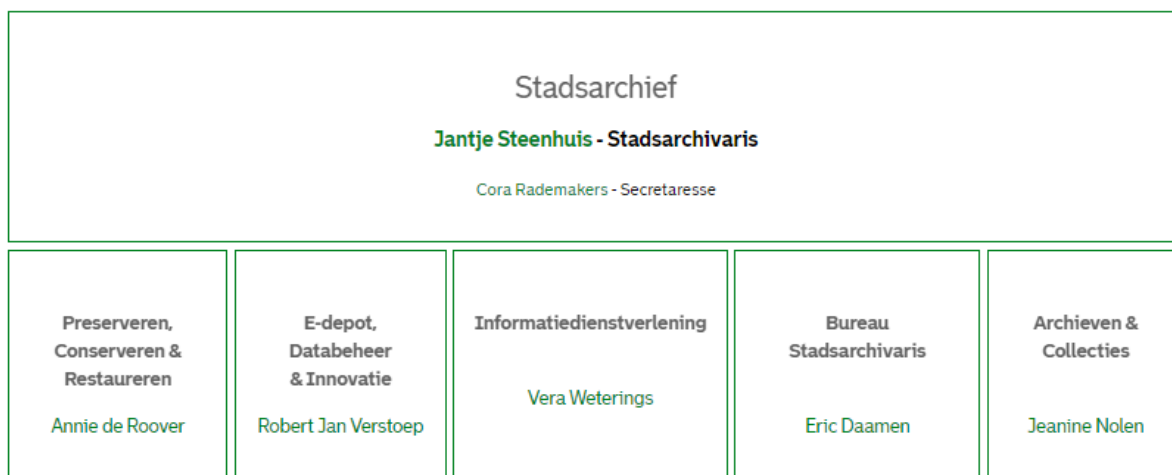 Stadsarchief
Jantje Steenhuis - Stadsarchivaris
Cora Rademakers - Secretaresse
Preserveren,
Conserveren &
Restaureren
Annie de Roover
E-depot,
Databeheer
& Innovatie
Robert Jan Verstoep
Informatiedienstverlening
Vera Weterings
Bureau
Stadsarchivaris
Eric Daamen
Archieven &
Collecties
Jeanine Nolen